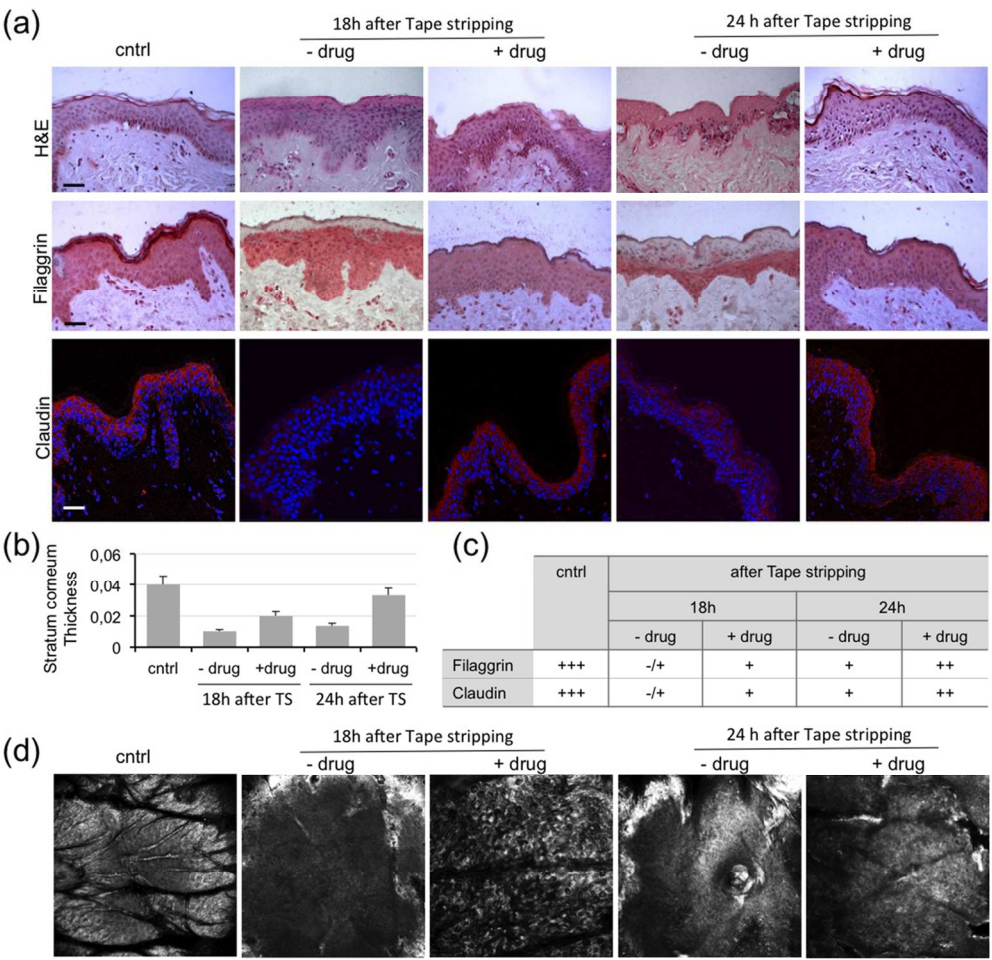 (a)
18h after Tape stripping
24 h after Tape stripping
cntrl
- drug
+ drug
- drug
+ drug
H&E
Filaggrin
Claudin
(b)
Stratum corneum
Thickness
0,06
0,04
0,02
0
cntrl
- drug
+drug
- drug
+drug
18h after TS
24h after TS
(c)
cntrl
after Tape stripping
18h
24h
- drug
+ drug
- drug
+ drug
Filaggrin +++ -/+ + + ++
Claudin +++ -/+ + + ++
(d)
18h after Tape stripping
24 h after Tape stripping
cntrl
- drug
+ drug
- drug
+ drug